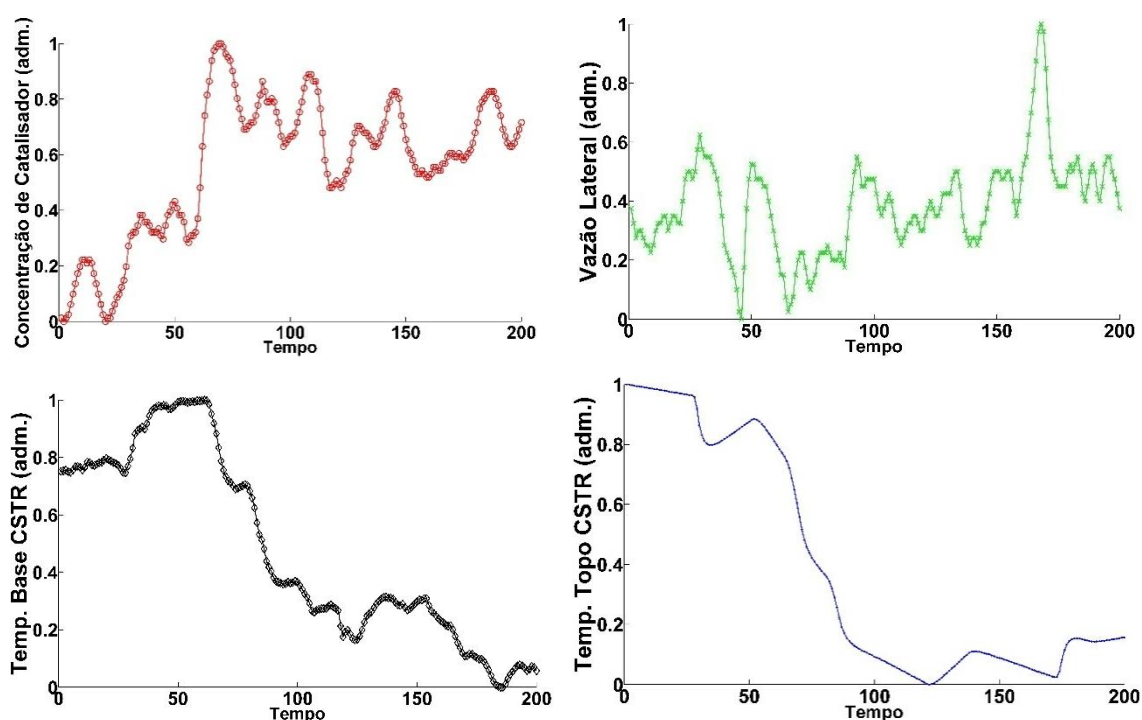 Concentração de Catalisador (adm.)
1
0.8
0.6
0.4
0.2
0
0 50 100 150 200
Tempo
Vazão Lateral (adm.)
1
0.8
0.6
0.4
0.2
0
0 50 100 150 200
Tempo
Temp. Base CSTR (adm.)
1
0.8
0.6
0.4
0.2
0
0 50 100 150 200
Tempo
Temp. Topo CSTR (adm.)
1
0.8
0.6
0.4
0.2
0
0 50 100 150 200
Tempo